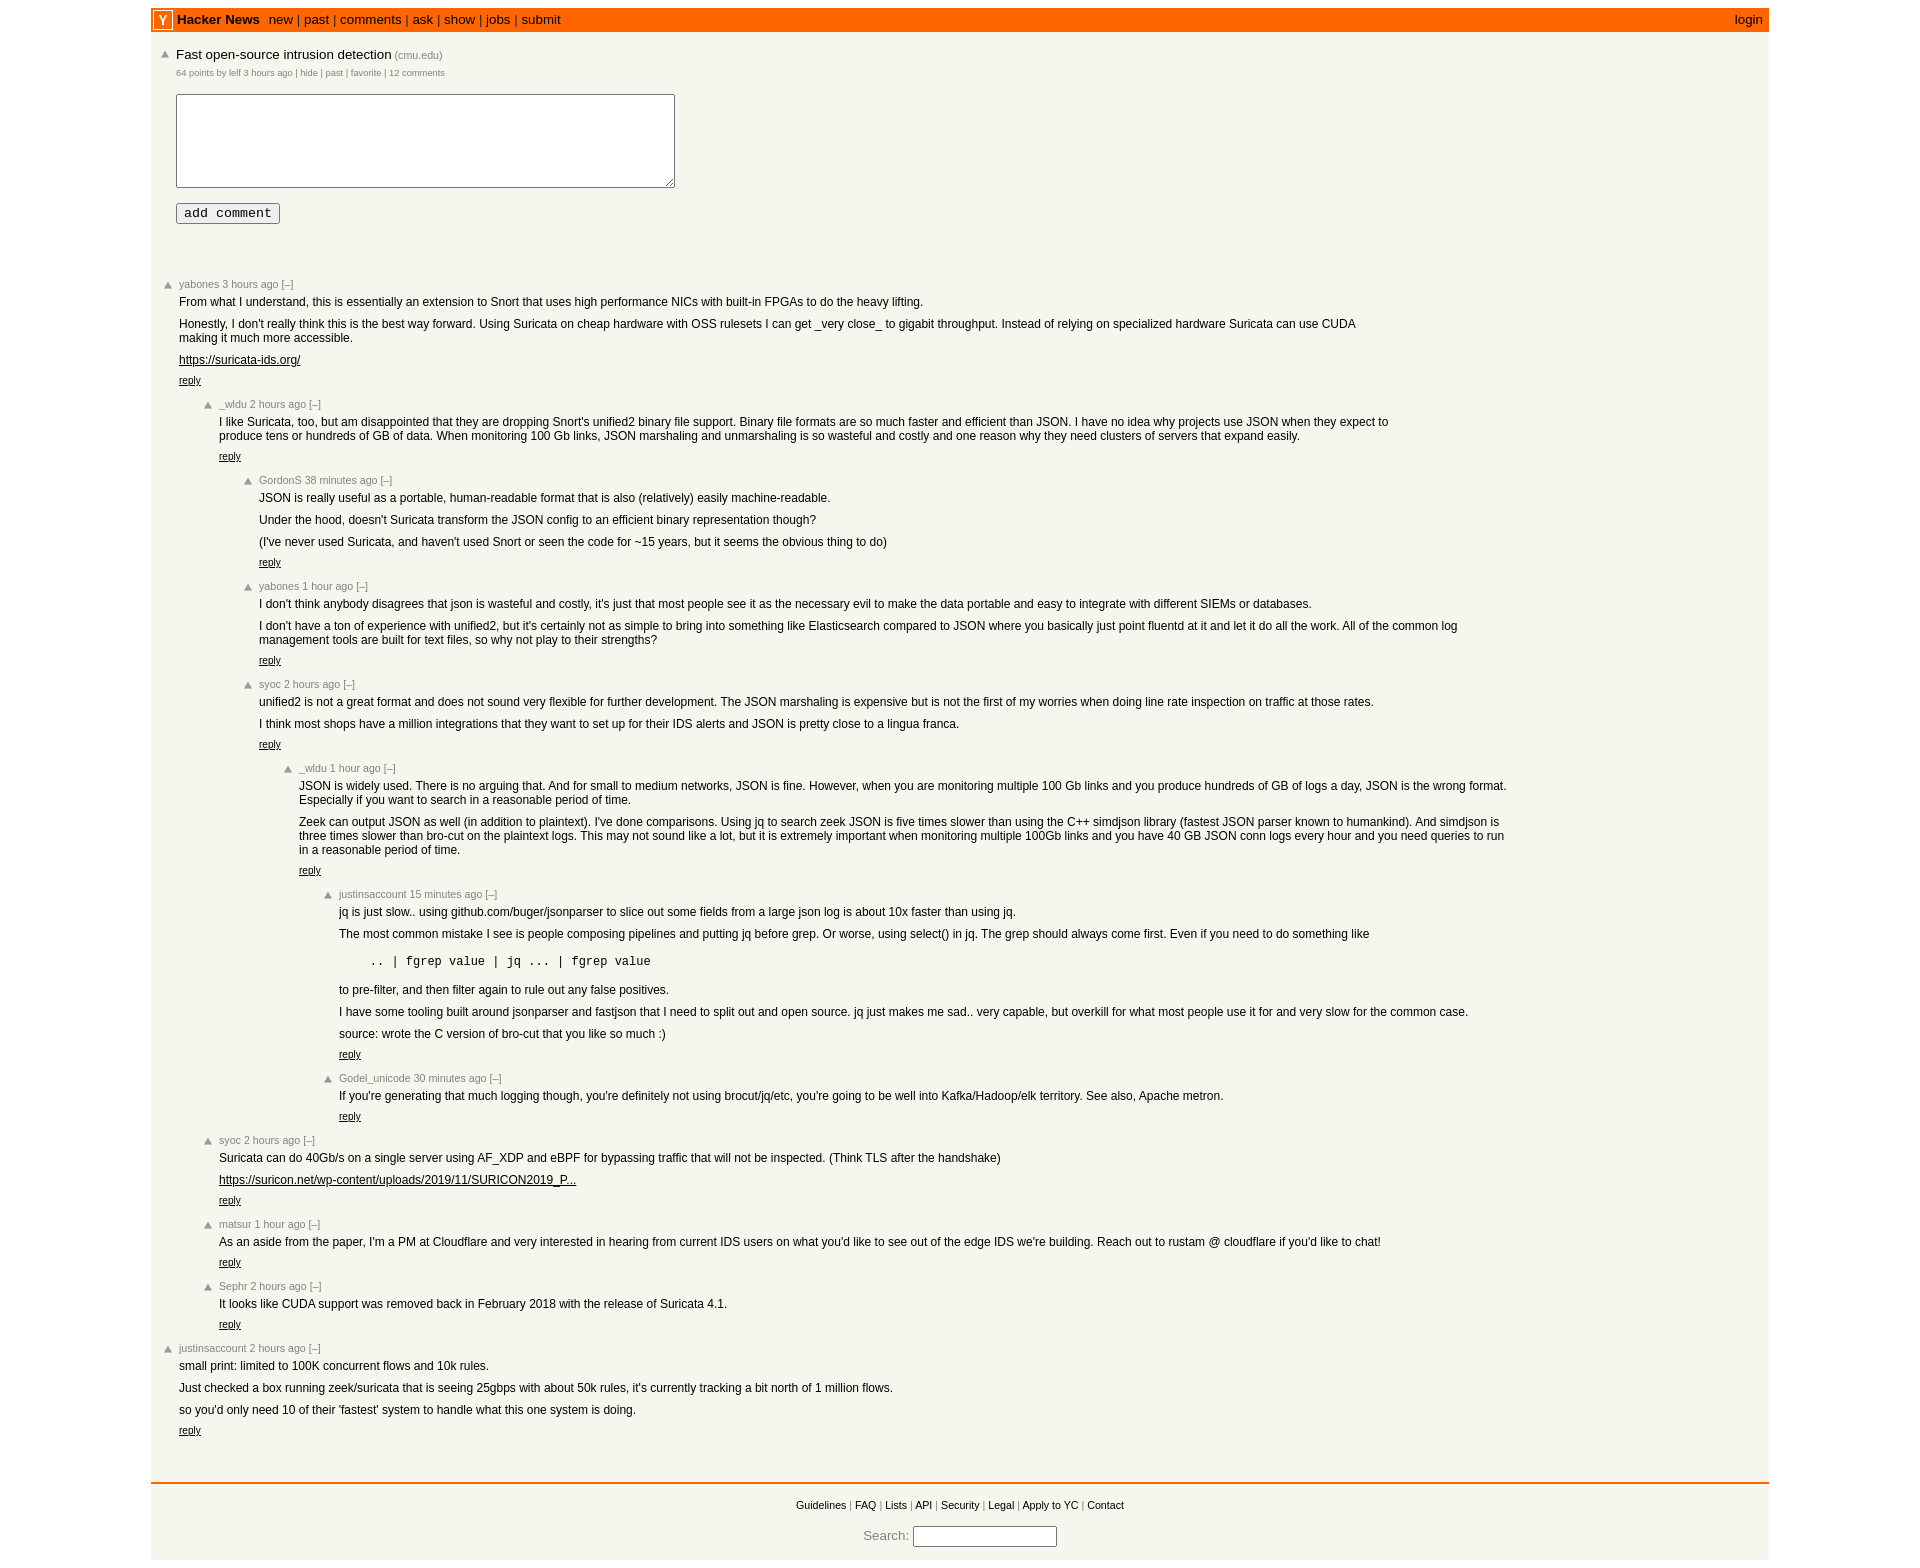 Y Hacker News new | past | comments | ask | show | jobs | submit login
Fast open-source intrusion detection (cmu.edu)
64 points by lelf 3 hours ago | hide | past | favorite | 12 comments
add comment
yabones 3 hours ago [–]
From what I understand, this is essentially an extension to Snort that uses high performance NICs with built-in FPGAs to do the heavy lifting.
Honestly, I don't really think this is the best way forward. Using Suricata on cheap hardware with OSS rulesets I can get _very close_ to gigabit throughput. Instead of relying on specialized hardware Suricata can use CUDA
making it much more accessible.
https://suricata-ids.org/
reply
_wldu 2 hours ago [–]
I like Suricata, too, but am disappointed that they are dropping Snort's unified2 binary file support. Binary file formats are so much faster and efficient than JSON. I have no idea why projects use JSON when they expect to
produce tens or hundreds of GB of data. When monitoring 100 Gb links, JSON marshaling and unmarshaling is so wasteful and costly and one reason why they need clusters of servers that expand easily.
reply
GordonS 38 minutes ago [–]
JSON is really useful as a portable, human-readable format that is also (relatively) easily machine-readable.
Under the hood, doesn't Suricata transform the JSON config to an efficient binary representation though?
(I've never used Suricata, and haven't used Snort or seen the code for ~15 years, but it seems the obvious thing to do)
reply
yabones 1 hour ago [–]
I don't think anybody disagrees that json is wasteful and costly, it's just that most people see it as the necessary evil to make the data portable and easy to integrate with different SIEMs or databases.
I don't have a ton of experience with unified2, but it's certainly not as simple to bring into something like Elasticsearch compared to JSON where you basically just point fluentd at it and let it do all the work. All of the common log
management tools are built for text files, so why not play to their strengths?
reply
syoc 2 hours ago [–]
unified2 is not a great format and does not sound very flexible for further development. The JSON marshaling is expensive but is not the first of my worries when doing line rate inspection on traffic at those rates.
I think most shops have a million integrations that they want to set up for their IDS alerts and JSON is pretty close to a lingua franca.
reply
_wldu 1 hour ago [–]
JSON is widely used. There is no arguing that. And for small to medium networks, JSON is fine. However, when you are monitoring multiple 100 Gb links and you produce hundreds of GB of logs a day, JSON is the wrong format.
Especially if you want to search in a reasonable period of time.
Zeek can output JSON as well (in addition to plaintext). I've done comparisons. Using jq to search zeek JSON is five times slower than using the C++ simdjson library (fastest JSON parser known to humankind). And simdjson is
three times slower than bro-cut on the plaintext logs. This may not sound like a lot, but it is extremely important when monitoring multiple 100Gb links and you have 40 GB JSON conn logs every hour and you need queries to run
in a reasonable period of time.
reply
justinsaccount 15 minutes ago [–]
jq is just slow.. using github.com/buger/jsonparser to slice out some fields from a large json log is about 10x faster than using jq.
The most common mistake I see is people composing pipelines and putting jq before grep. Or worse, using select() in jq. The grep should always come first. Even if you need to do something like
.. | fgrep value | jq ... | fgrep value
to pre-filter, and then filter again to rule out any false positives.
I have some tooling built around jsonparser and fastjson that I need to split out and open source. jq just makes me sad.. very capable, but overkill for what most people use it for and very slow for the common case.
source: wrote the C version of bro-cut that you like so much :)
reply
Godel_unicode 30 minutes ago [–]
If you're generating that much logging though, you're definitely not using brocut/jq/etc, you're going to be well into Kafka/Hadoop/elk territory. See also, Apache metron.
reply
syoc 2 hours ago [–]
Suricata can do 40Gb/s on a single server using AF_XDP and eBPF for bypassing traffic that will not be inspected. (Think TLS after the handshake)
https://suricon.net/wp-content/uploads/2019/11/SURICON2019_P...
reply
matsur 1 hour ago [–]
As an aside from the paper, I'm a PM at Cloudflare and very interested in hearing from current IDS users on what you'd like to see out of the edge IDS we're building. Reach out to rustam @ cloudflare if you'd like to chat!
reply
Sephr 2 hours ago [–]
It looks like CUDA support was removed back in February 2018 with the release of Suricata 4.1.
reply
justinsaccount 2 hours ago [–]
small print: limited to 100K concurrent flows and 10k rules.
Just checked a box running zeek/suricata that is seeing 25gbps with about 50k rules, it's currently tracking a bit north of 1 million flows.
so you'd only need 10 of their 'fastest' system to handle what this one system is doing.
reply
Guidelines | FAQ | Lists | API | Security | Legal | Apply to YC | Contact
Search: